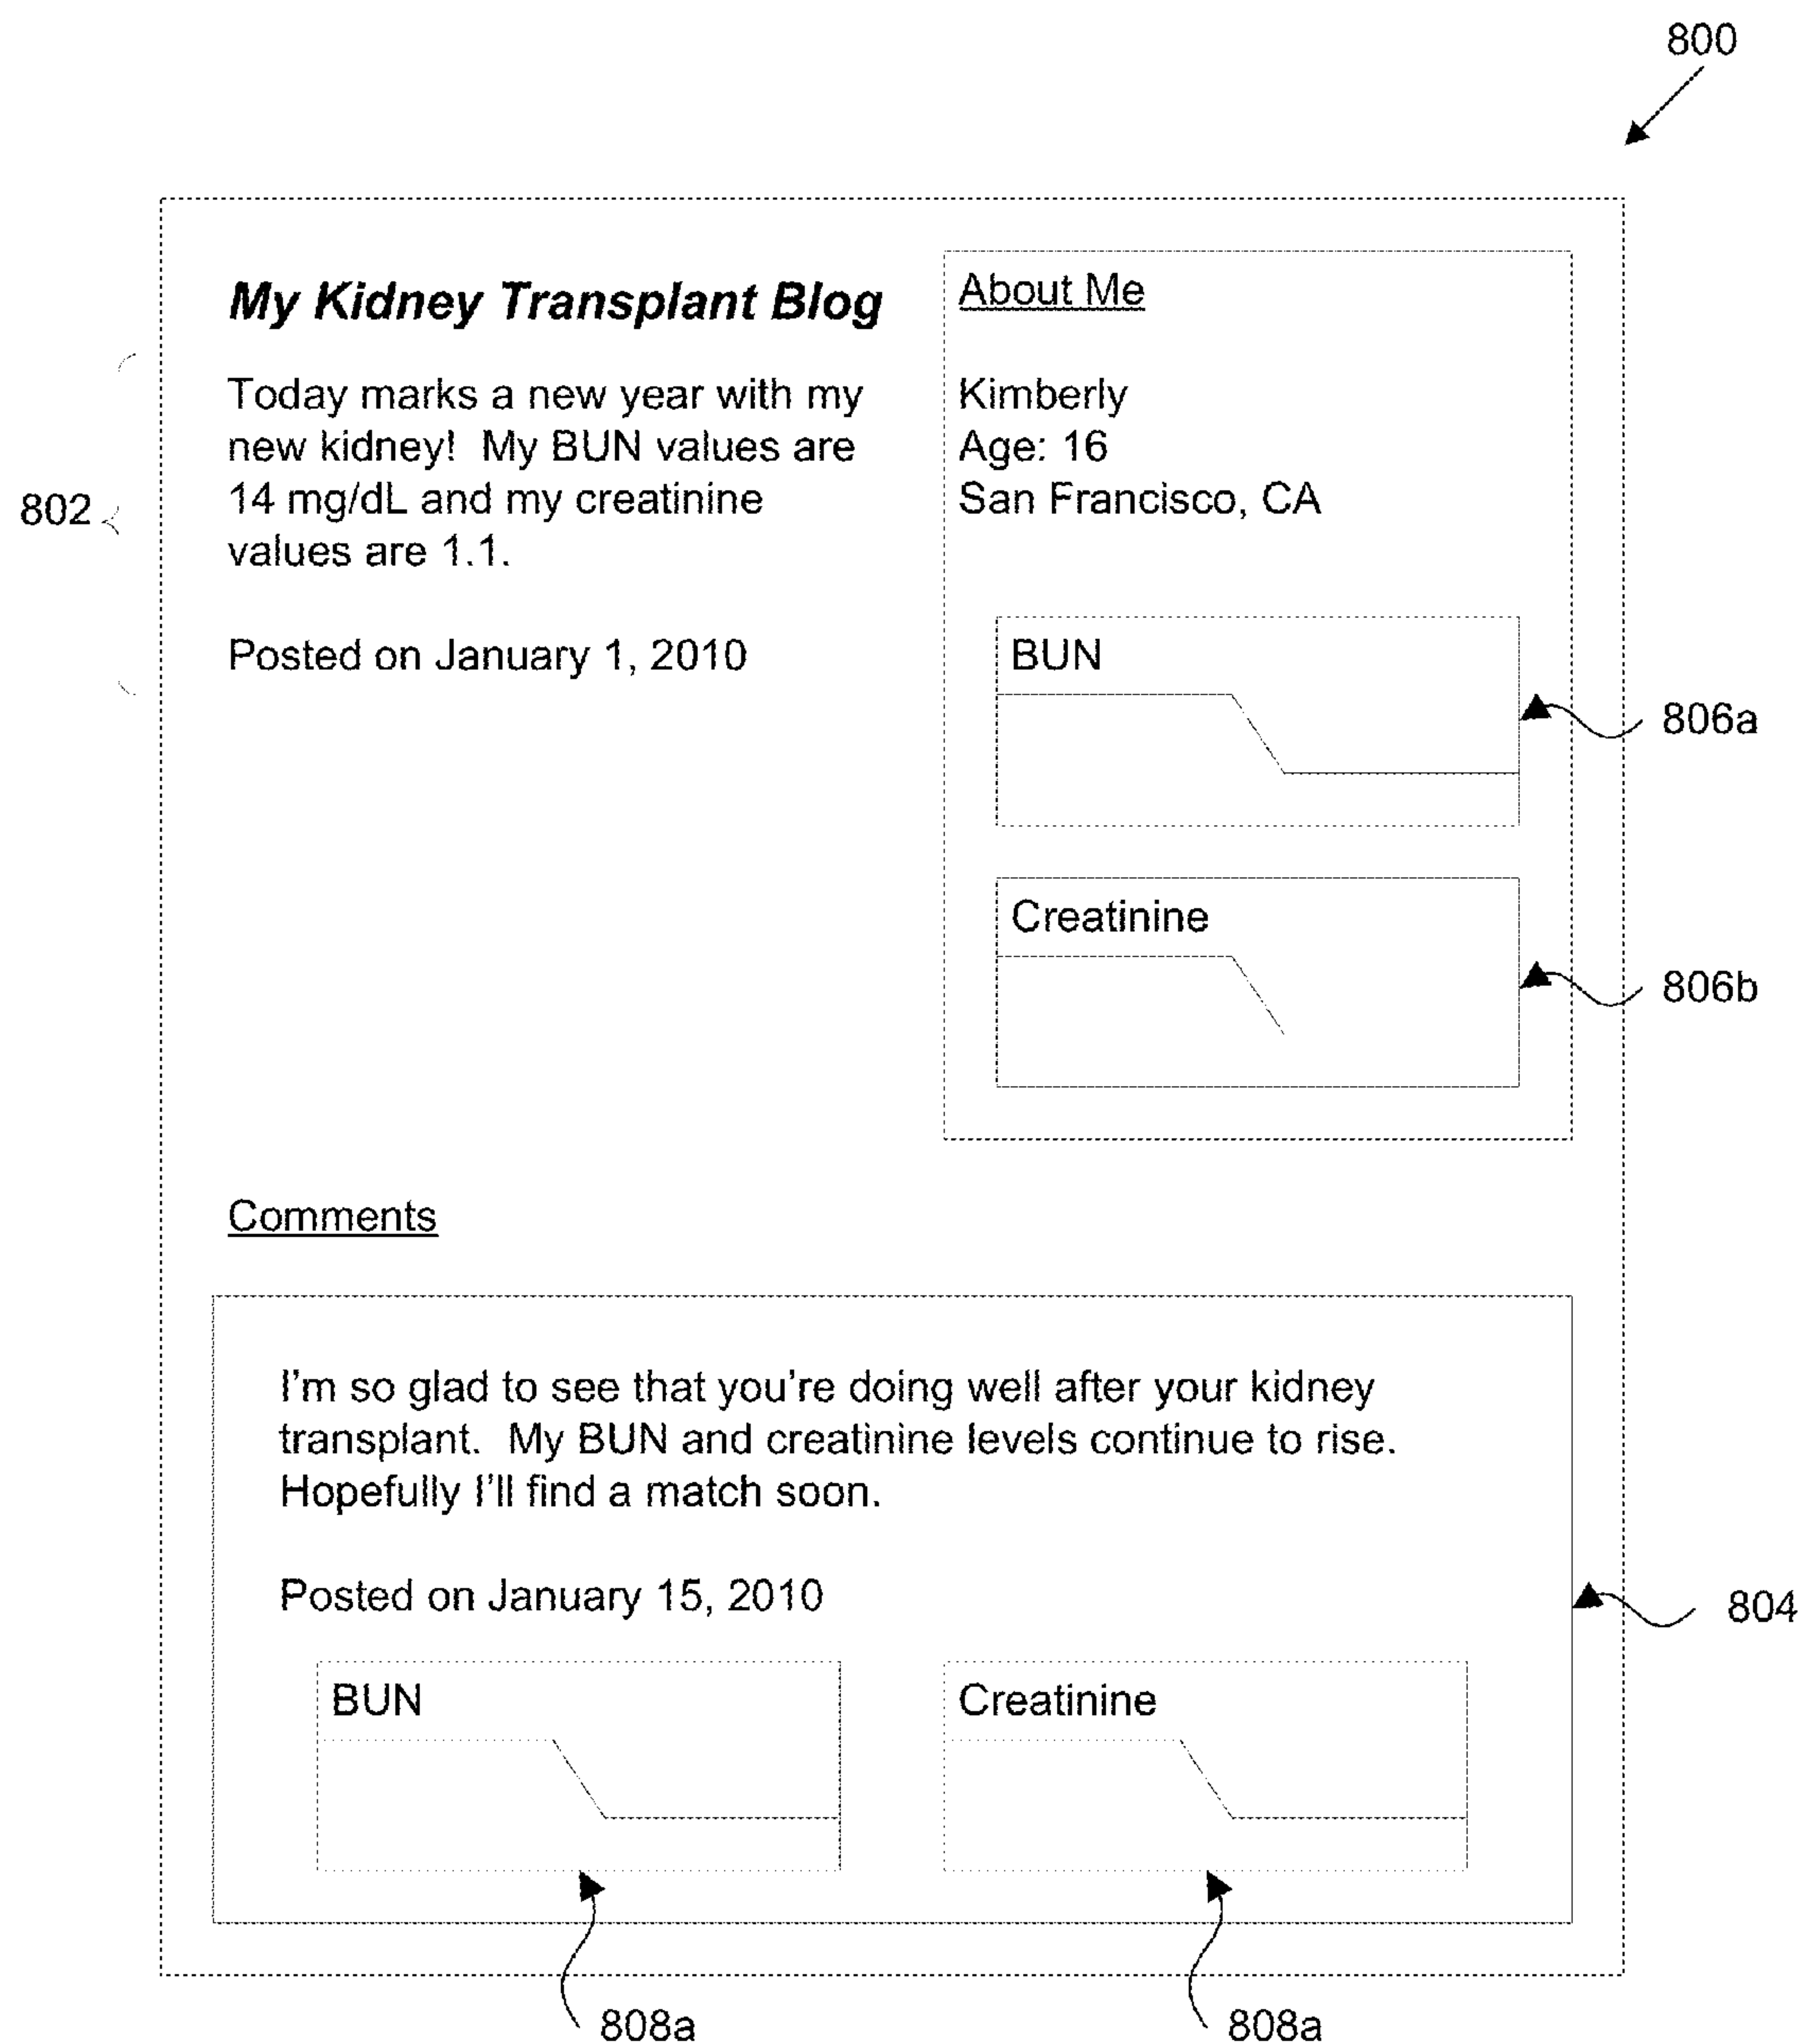 800
My Kidney Transplant Blog
Today marks a new year with my
new kidney!  My BUN values are
14 mg/dL and my creatinine
values are 1.1.
Posted on January 1, 2010
802
About Me
Kimberly
Age: 16
San Francisco, CA
BUN
806a
Creatinine
806b
Comments
I'm so glad to see that you're doing well after your kidney
transplant.  My BUN and creatinine levels continue to rise.
Hopefully I'll find a match soon.
Posted on January 15, 2010
804
BUN
Creatinine
808a
808a